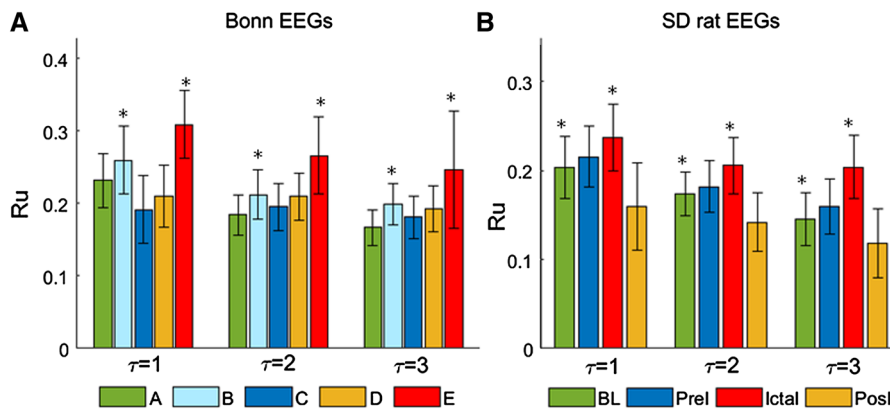 A Bonn EEGs
0.4
0.3
0.2
0.1
0
Ru
* * * * * *
τ=1 τ=2 τ=3
A B C D E
B SD rat EEGs
0.3
0.2
0.1
0
Ru
* * * * * *
τ=1 τ=2 τ=3
BL PreI Ictal PosI